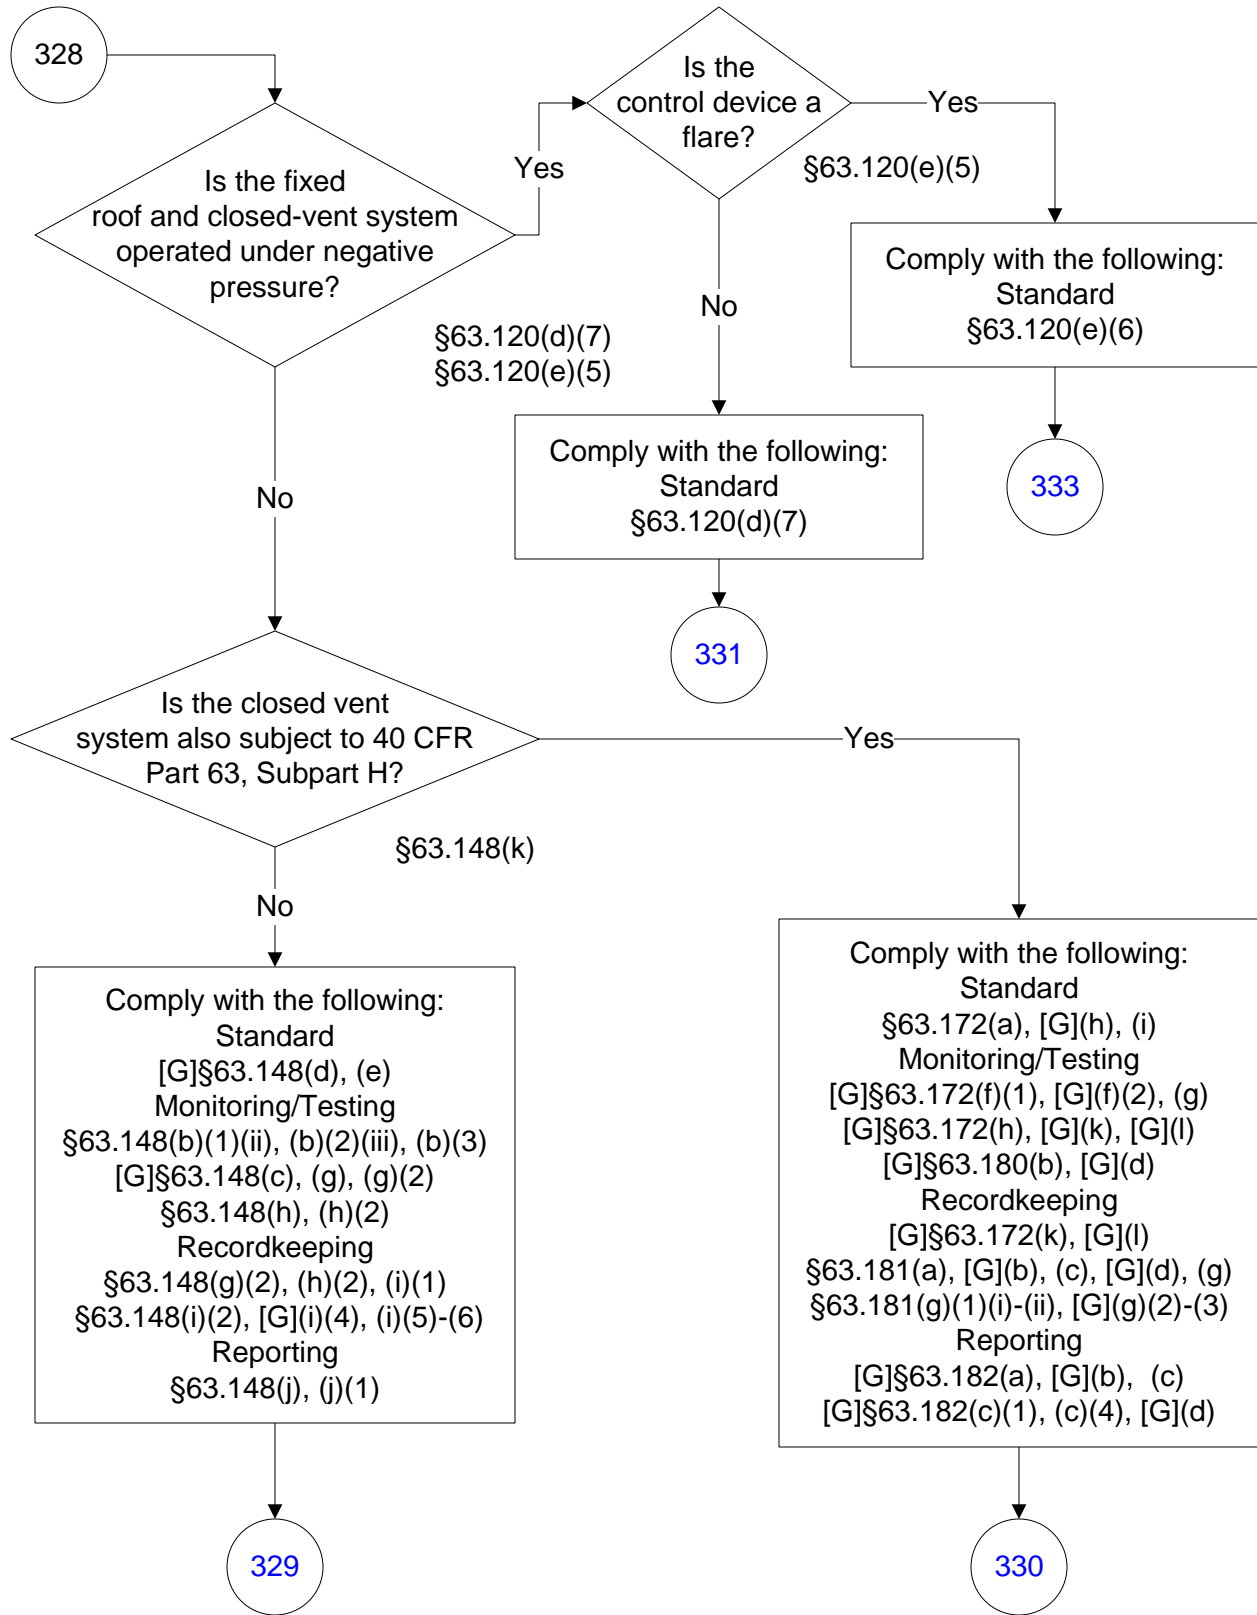 328
Is the fixed
roof and closed-vent system
operated under negative
pressure?
Yes
Is the
control device a
flare?
Yes
§63.120(e)(5)
Comply with the following:
Standard
§63.120(e)(6)
333
No
§63.120(d)(7)
§63.120(e)(5)
Comply with the following:
Standard
§63.120(d)(7)
331
No
Is the closed vent
system also subject to 40 CFR
Part 63, Subpart H?
Yes
§63.148(k)
No
Comply with the following:
Standard
[G]§63.148(d), (e)
Monitoring/Testing
§63.148(b)(1)(ii), (b)(2)(iii), (b)(3)
[G]§63.148(c), (g), (g)(2)
§63.148(h), (h)(2)
Recordkeeping
§63.148(g)(2), (h)(2), (i)(1)
§63.148(i)(2), [G](i)(4), (i)(5)-(6)
Reporting
§63.148(j), (j)(1)
329
Comply with the following:
Standard
§63.172(a), [G](h), (i)
Monitoring/Testing
[G]§63.172(f)(1), [G](f)(2), (g)
[G]§63.172(h), [G](k), [G](l)
[G]§63.180(b), [G](d)
Recordkeeping
[G]§63.172(k), [G](l)
§63.181(a), [G](b), (c), [G](d), (g)
§63.181(g)(1)(i)-(ii), [G](g)(2)-(3)
Reporting
[G]§63.182(a), [G](b), (c)
[G]§63.182(c)(1), (c)(4), [G](d)
330